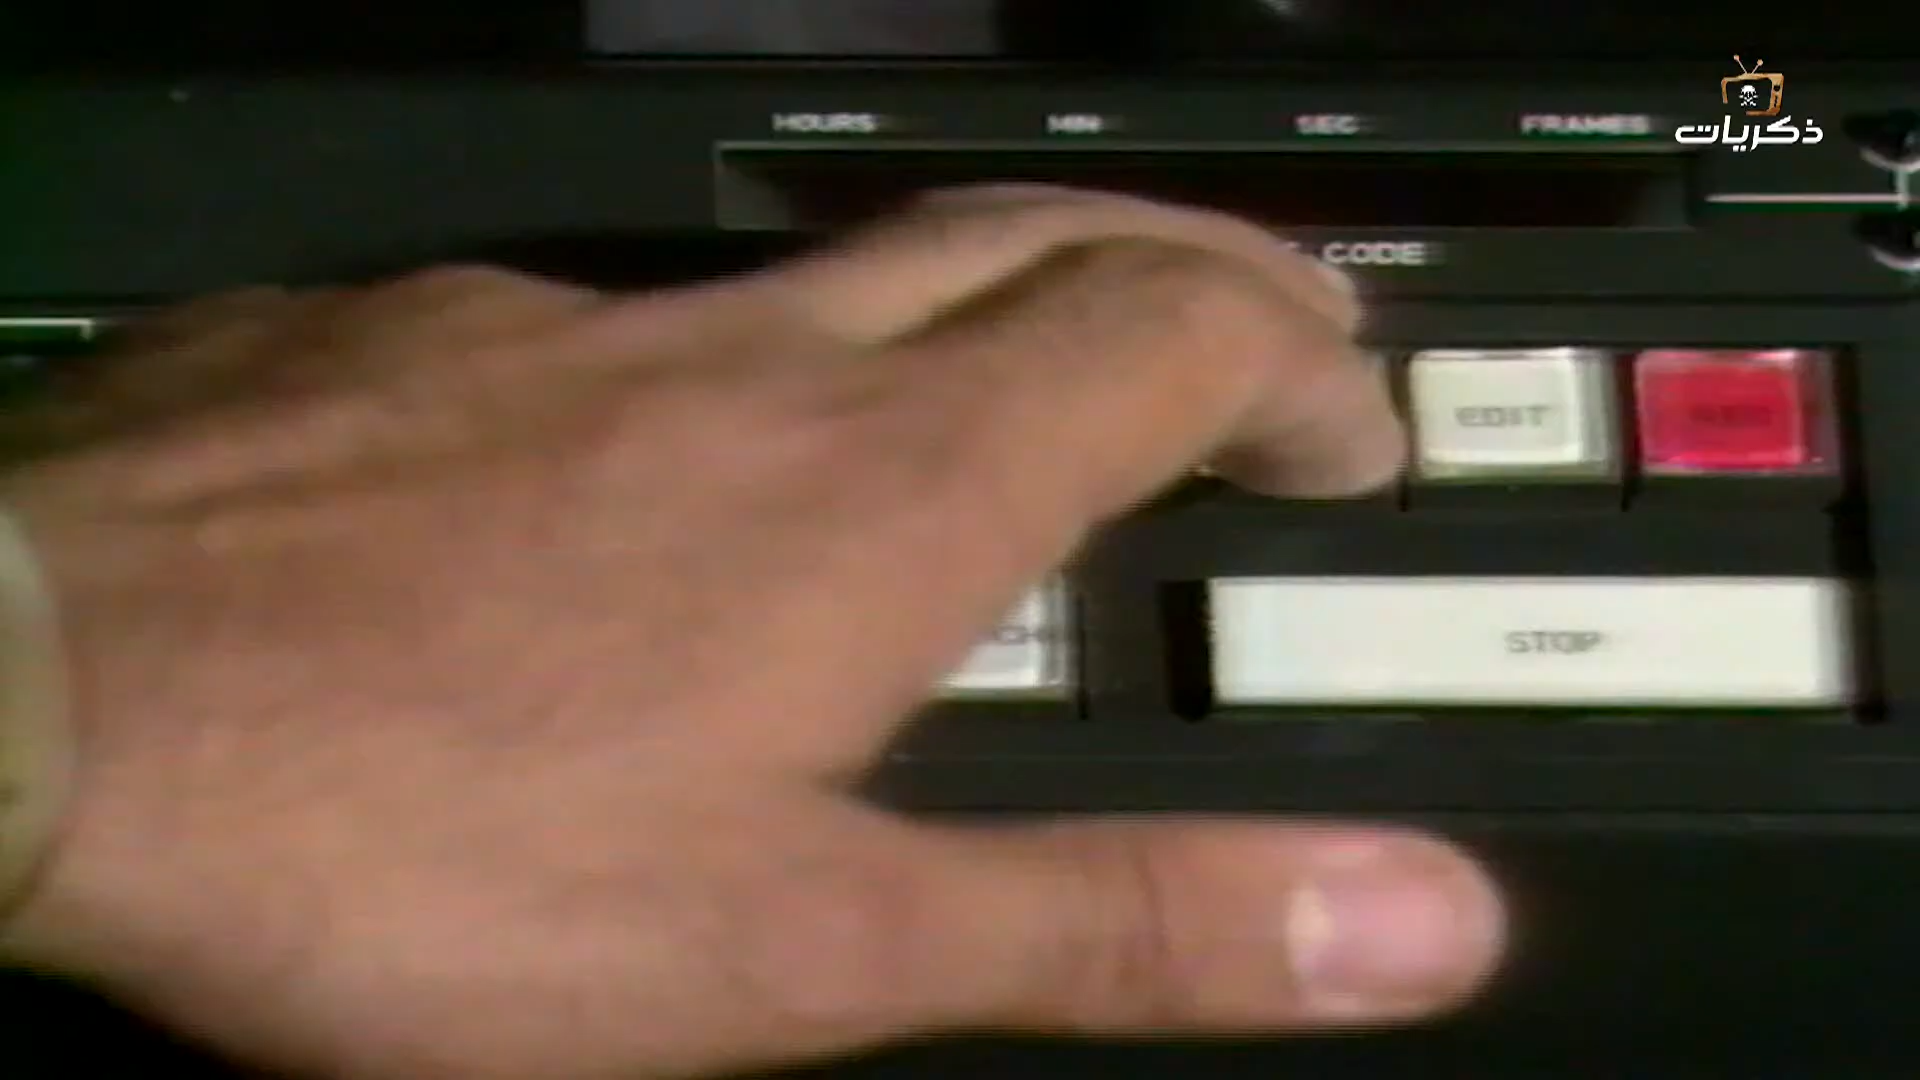 HOURS MIN SEC FRAMES
ذكريات
CODE
EDIT
STOP